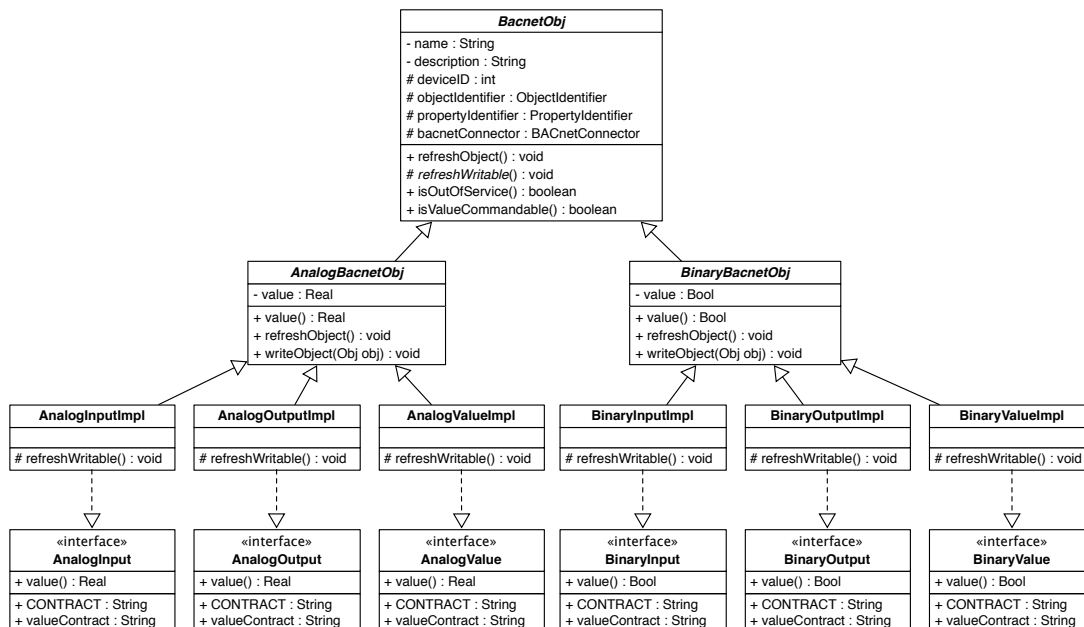 BacnetObj
- name : String
- description : String
# deviceID : int
# objectIdentifier : ObjectIdentifier
# propertyIdentifier : PropertyIdentifier
# bacnetConnector : BACnetConnector
+ refreshObject() : void
# refreshWritable() : void
+ isOutOfService() : boolean
+ isValueCommandable() : boolean
AnalogBacnetObj
- value : Real
+ value() : Real
+ refreshObject() : void
+ writeObject(Obj obj) : void
BinaryBacnetObj
- value : Bool
+ value() : Bool
+ refreshObject() : void
+ writeObject(Obj obj) : void
AnalogInputImpl
# refreshWritable() : void
AnalogOutputImpl
# refreshWritable() : void
AnalogValueImpl
# refreshWritable() : void
BinaryInputImpl
# refreshWritable() : void
BinaryOutputImpl
# refreshWritable() : void
BinaryValueImpl
# refreshWritable() : void
«interface»
AnalogInput
+ value() : Real
+ CONTRACT : String
+ valueContract : String
«interface»
AnalogOutput
+ value() : Real
+ CONTRACT : String
+ valueContract : String
«interface»
AnalogValue
+ value() : Real
+ CONTRACT : String
+ valueContract : String
«interface»
BinaryInput
+ value() : Bool
+ CONTRACT : String
+ valueContract : String
«interface»
BinaryOutput
+ value() : Bool
+ CONTRACT : String
+ valueContract : String
«interface»
BinaryValue
+ value() : Bool
+ CONTRACT : String
+ valueContract : String